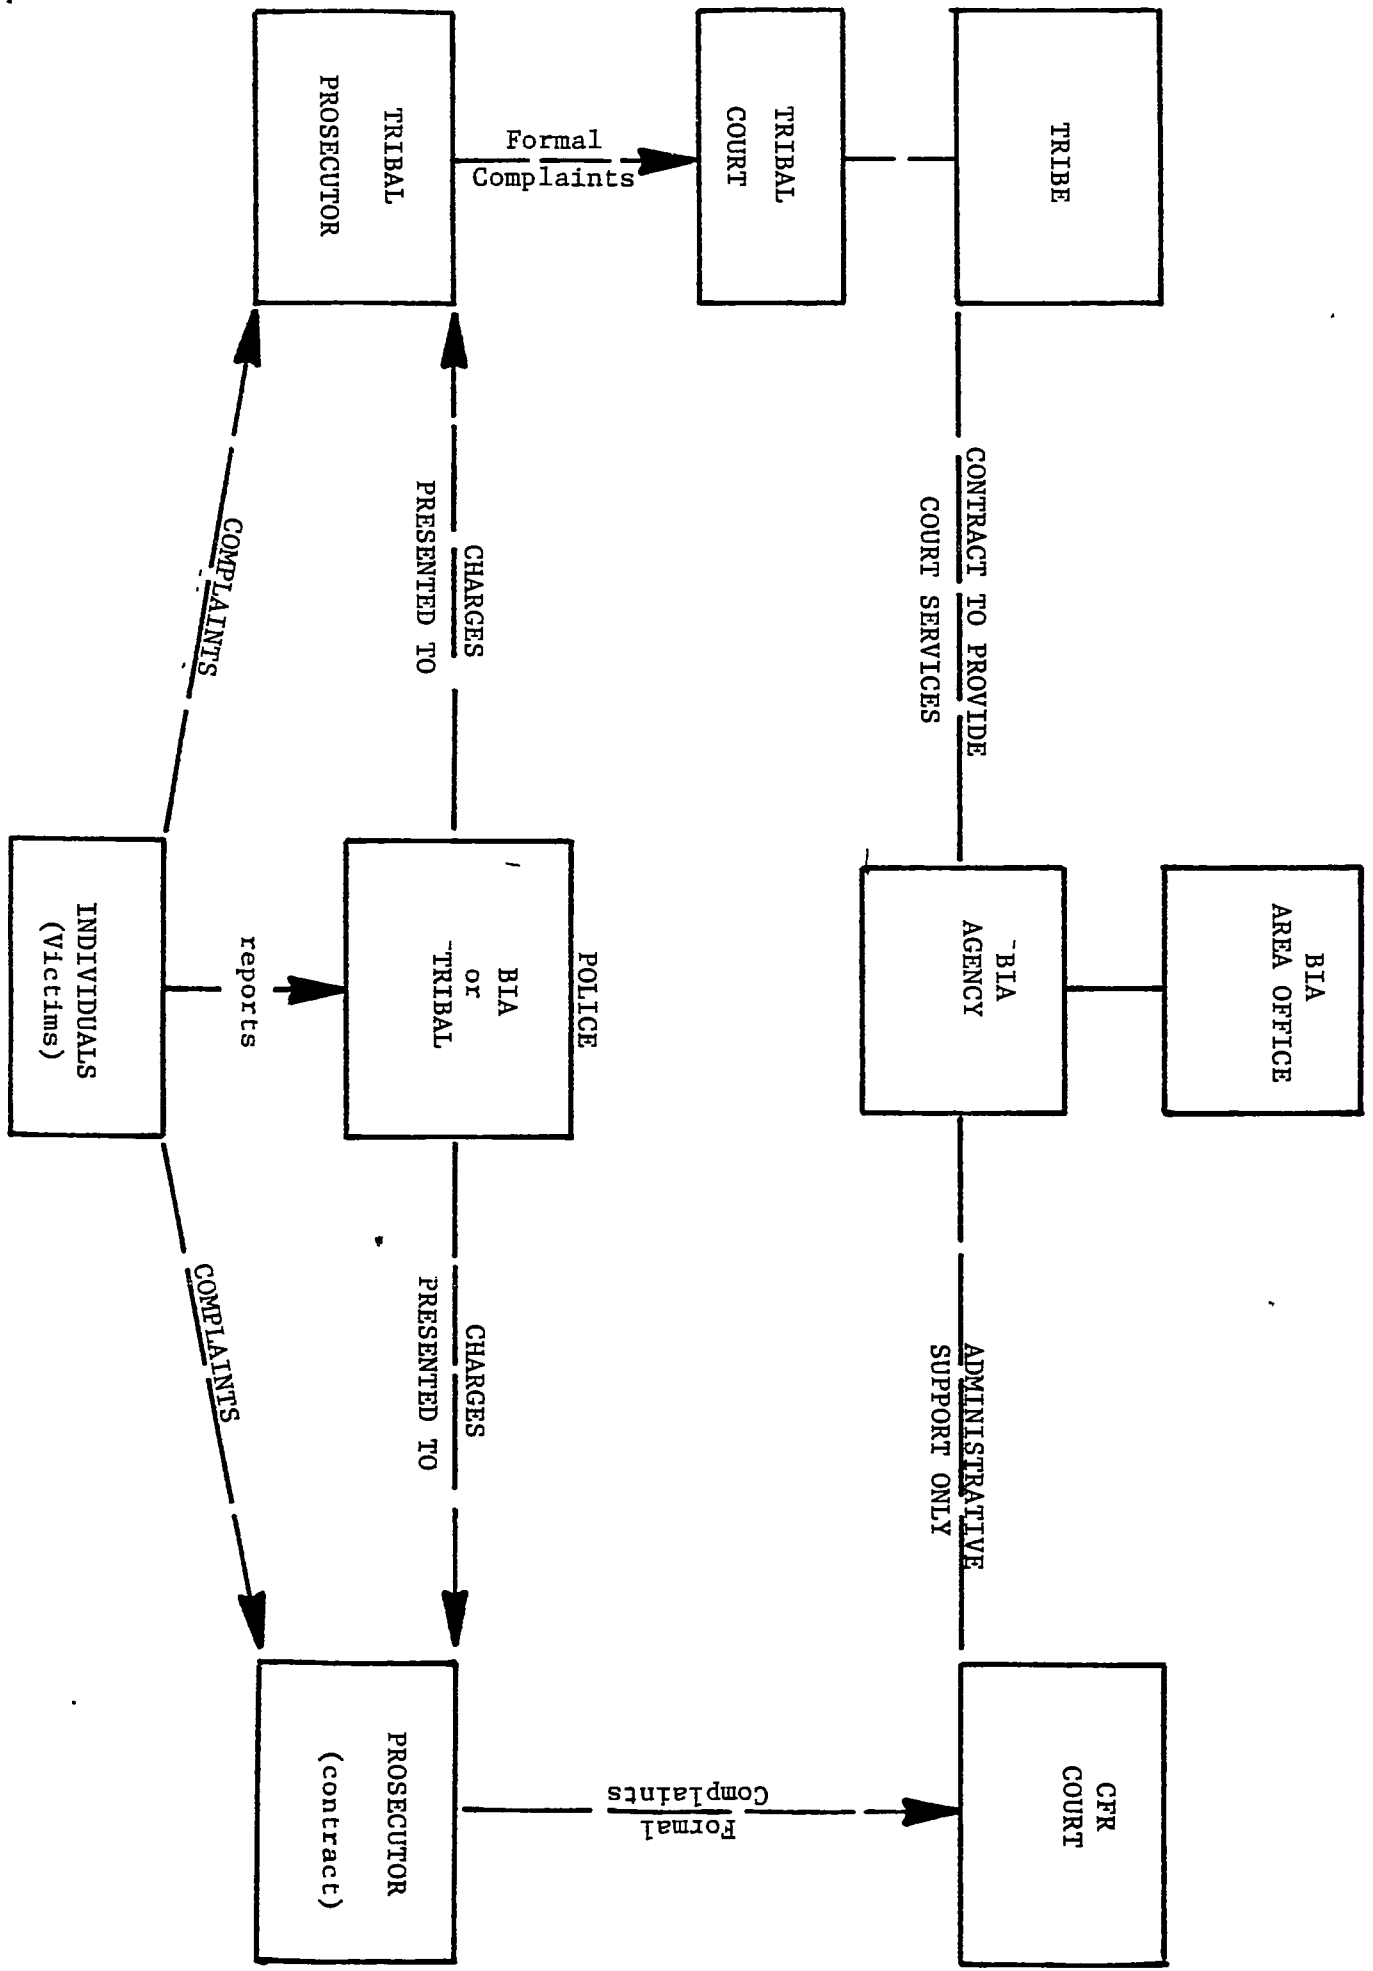 BIA
AREA OFFICE
TRIBE
BIA
AGENCY
CFR
COURT
CONTRACT TO PROVIDE
COURT SERVICES
ADMINISTRATIVE
SUPPORT ONLY
TRIBAL
COURT
Formal
Complaints
Formal
Complaints
POLICE
BIA
or
TRIBAL
CHARGES
PRESENTED TO
CHARGES
PRESENTED TO
TRIBAL
PROSECUTOR
PROSECUTOR
(contract)
reports
COMPLAINTS
COMPLAINTS
INDIVIDUALS
(Victims)